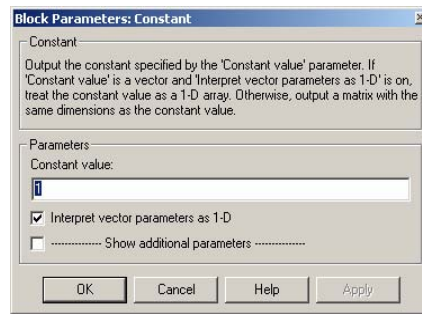 Block Parameters: Constant
Constant
Output the constant specified by the 'Constant value' parameter. If
'Constant value' is a vector and 'Interpret vector parameters as 1-D' is on,
treat the constant value as a 1-D array. Otherwise, output a matrix with the
same dimensions as the constant value.
Parameters
Constant value:
1
Interpret vector parameters as 1-D
-------------- Show additional parameters --------------
OK Cancel Help Apply